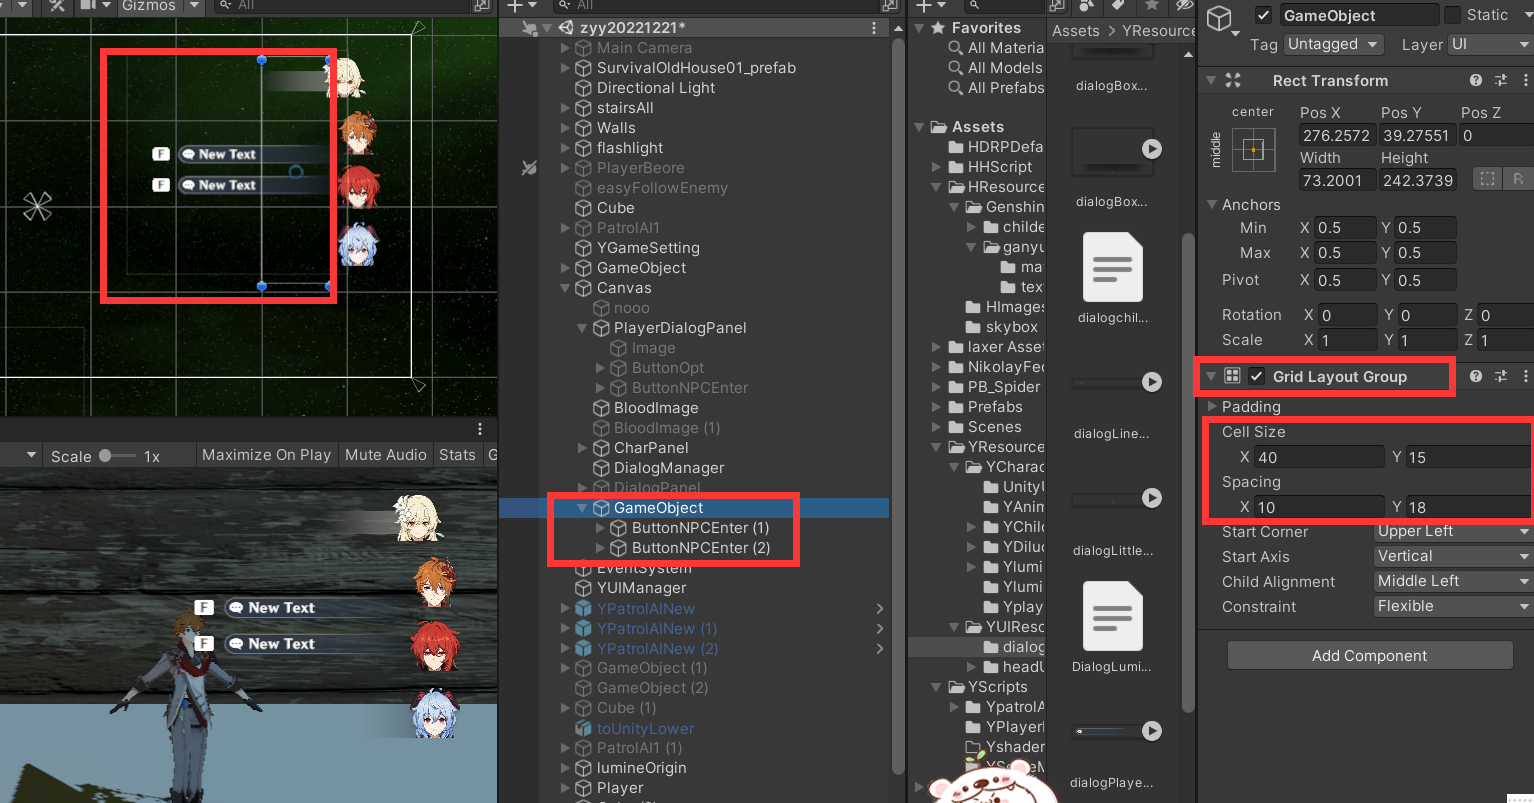 Gizmos
All
F
New Text
F
New Text
Scale
1x
Maximize On Play
Mute Audio
Stats
G
F
New Text
F
New Text
All
zyy20221221*
Main Camera
SurvivalOldHouse01_prefab
Directional Light
stairsAll
Walls
flashlight
PlayerBeore
easyFollowEnemy
Cube
PatrolAI1
YGameSetting
GameObject
Canvas
nooo
PlayerDialogPanel
Image
ButtonOpt
ButtonNPCEnter
BloodImage
BloodImage (1)
CharPanel
DialogManager
DialogPanel
GameObject
ButtonNPCEnter (1)
ButtonNPCEnter (2)
EventSystem
YUIManager
YPatrolAINew
YPatrolAINew (1)
YPatrolAINew (2)
GameObject (1)
GameObject (2)
Cube (1)
toUnityLower
PatrolAI1 (1)
lumineOrigin
Player
Favorites
All Materia
All Models
All Prefabs
Assets
HDRPDefa
HHScript
HResource
Genshin
childe
ganyu
mat
text
HImages
skybox
laxer Asset
NikolayFed
PB_Spider
Prefabs
Scenes
YResource
YCharac
UnityU
YAnim
YChild
YDiluc
Ylumi
Ylumi
Yplay
YUIReso
dialog
headU
YScripts
YpatrolA
YPlayerI
Yshader
Assets > YResource
dialogBox...
dialogBox...
dialogchil...
dialogLine...
dialogLittle...
DialogLumi...
dialogPlaye...
GameObject
Static
Tag Untagged
Layer UI
Rect Transform
center
middle
Pos X Pos Y Pos Z
276.2572 39.27551 0
Width Height
73.2001 242.3739
R
Anchors
Min X 0.5 Y 0.5
Max X 0.5 Y 0.5
Pivot X 0.5 Y 0.5
Rotation X 0 Y 0 Z 0
Scale X 1 Y 1 Z 1
Grid Layout Group
Padding
Cell Size
X 40 Y 15
Spacing
X 10 Y 18
Start Corner Upper Left
Start Axis Vertical
Child Alignment Middle Left
Constraint Flexible
Add Component